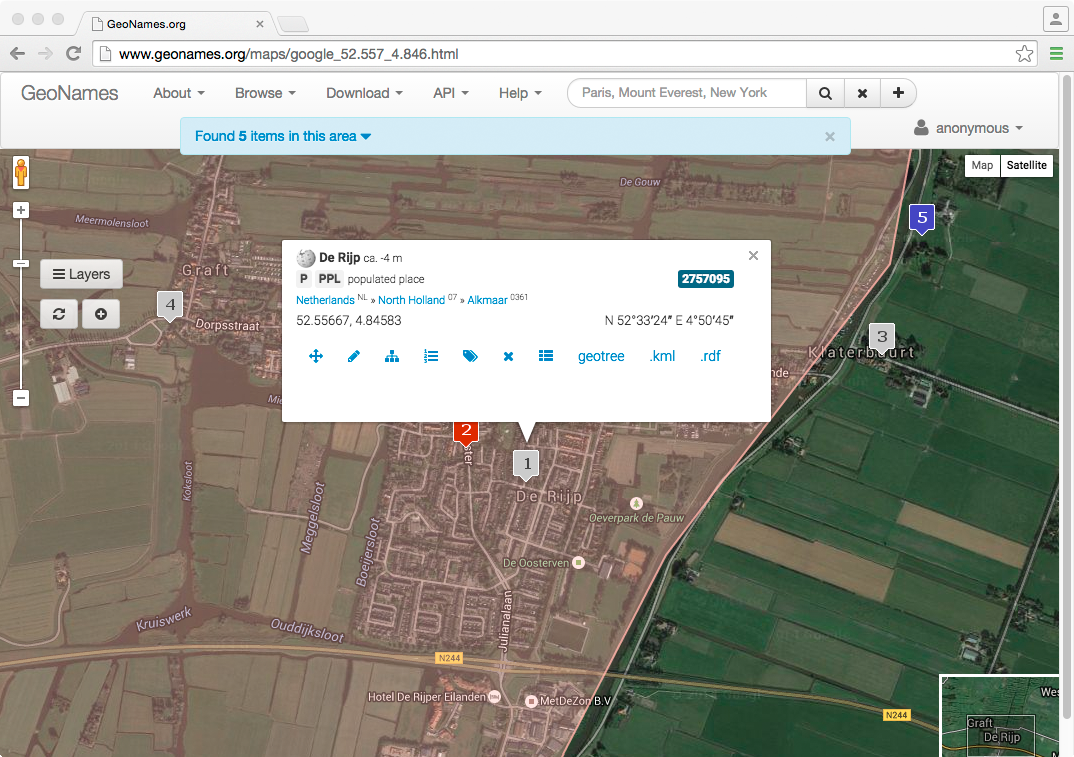 GeoNames.org
www.geonames.org/maps/google_52.557_4.846.html
GeoNames
About
Browse
Download
API
Help
Paris, Mount Everest, New York
Found 5 items in this area
anonymous
Map
Satellite
De Gouw
Meermolensloot
5
Graft
Layers
4
Dorpsstraat
De Rijp ca. -4 m
P PPL populated place
2757095
Netherlands NL » North Holland 07 » Alkmaar 0361
52.55667, 4.84583
N 52°33'24" E 4°50'45"
geotree
.kml
.rdf
3
Klaterbuurt
nde
Mie
2
ster
1
Koksloot
De Rijp
Meggelsloot
Oeverpark de Pauw
Boeijersloot
De Oosterven
Julianalaan
Kruiswerk
Ouddijksloot
N244
Hotel De Rijper Eilanden
MetDeZon B.V
N244
Wes
Graft
De Rijp